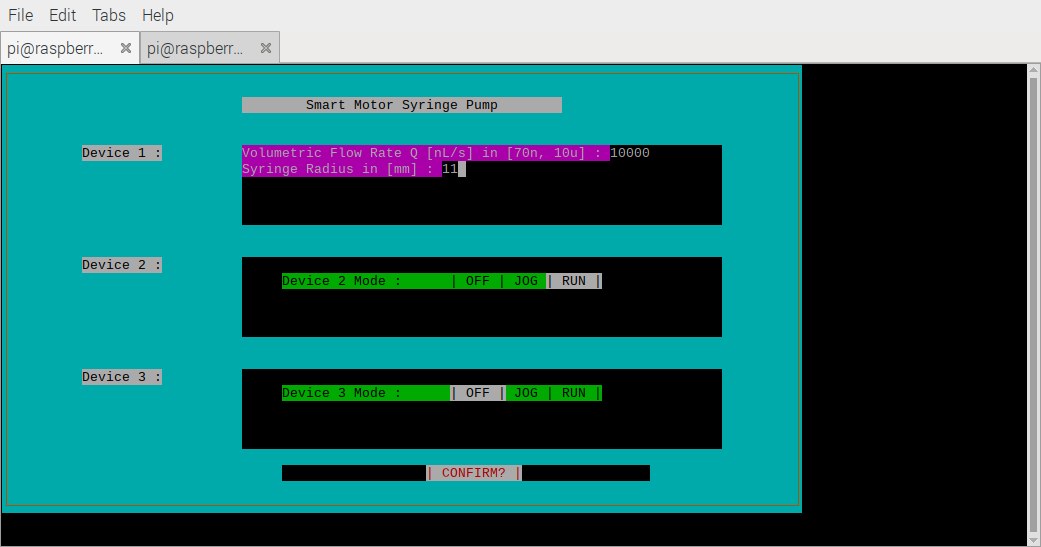 File Edit Tabs Help
pi@raspberr... pi@raspberr...
Smart Motor Syringe Pump
Device 1 : Volumetric Flow Rate Q [nL/s] in [70n, 10u] : 10000
Syringe Radius in [mm] : 11
Device 2 :
Device 2 Mode : | OFF | JOG | RUN |
Device 3 :
Device 3 Mode : | OFF | JOG | RUN |
| CONFIRM? |